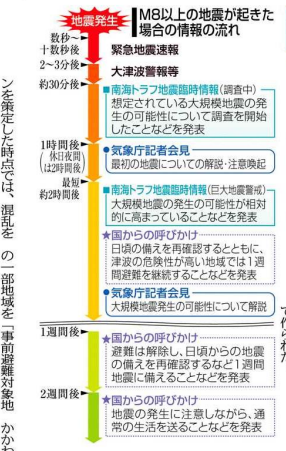 地震発生
M8以上の地震が起きた
場合の情報の流れ
数秒〜
十数秒後
緊急地震速報
2〜3分後
大津波警報等
約30分後
■南海トラフ地震臨時情報(調査中)
想定されている大規模地震の発
生の可能性について調査を開始
したことなどを発表
1時間後
(休日夜間
は2時間後)
●気象庁記者会見
最初の地震についての解説・注意喚起
最短
約2時間後
■南海トラフ地震臨時情報(巨大地震警戒)
大規模地震の発生の可能性が相対
的に高まっていることなどを発表
★国からの呼びかけ
日頃の備えを再確認するとともに、
津波の危険性が高い地域では1週
間避難を継続することなどを発表
●気象庁記者会見
大規模地震発生の可能性について解説
1週間後
★国からの呼びかけ
避難は解除し、日頃からの地震
の備えを再確認するなど1週間
地震に備えることなどを発表
2週間後
★国からの呼びかけ
地震の発生に注意しながら、通
常の生活を送ることなどを発表
で作られた
かかわ
の一部地域を「事前避難対象地
ンを策定した時点では、混乱を